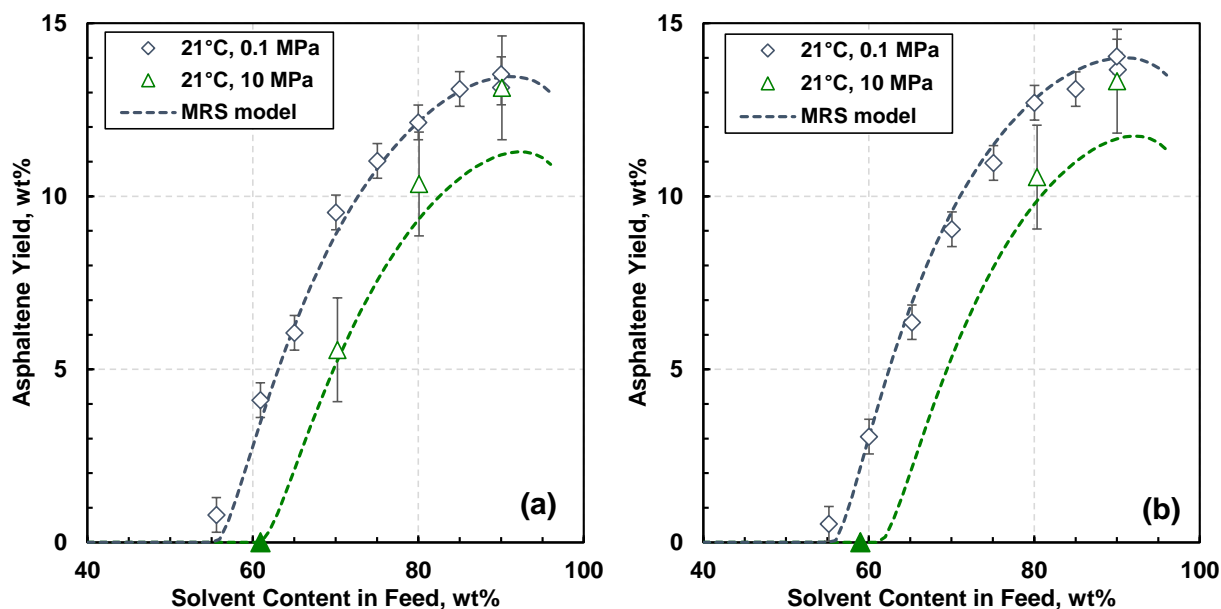 15
10
5
0
Asphaltene Yield, wt%
21°C, 0.1 MPa
21°C, 10 MPa
MRS model
(a)
40 60 80 100
Solvent Content in Feed, wt%
15
10
5
0
Asphaltene Yield, wt%
21°C, 0.1 MPa
21°C, 10 MPa
MRS model
(b)
40 60 80 100
Solvent Content in Feed, wt%